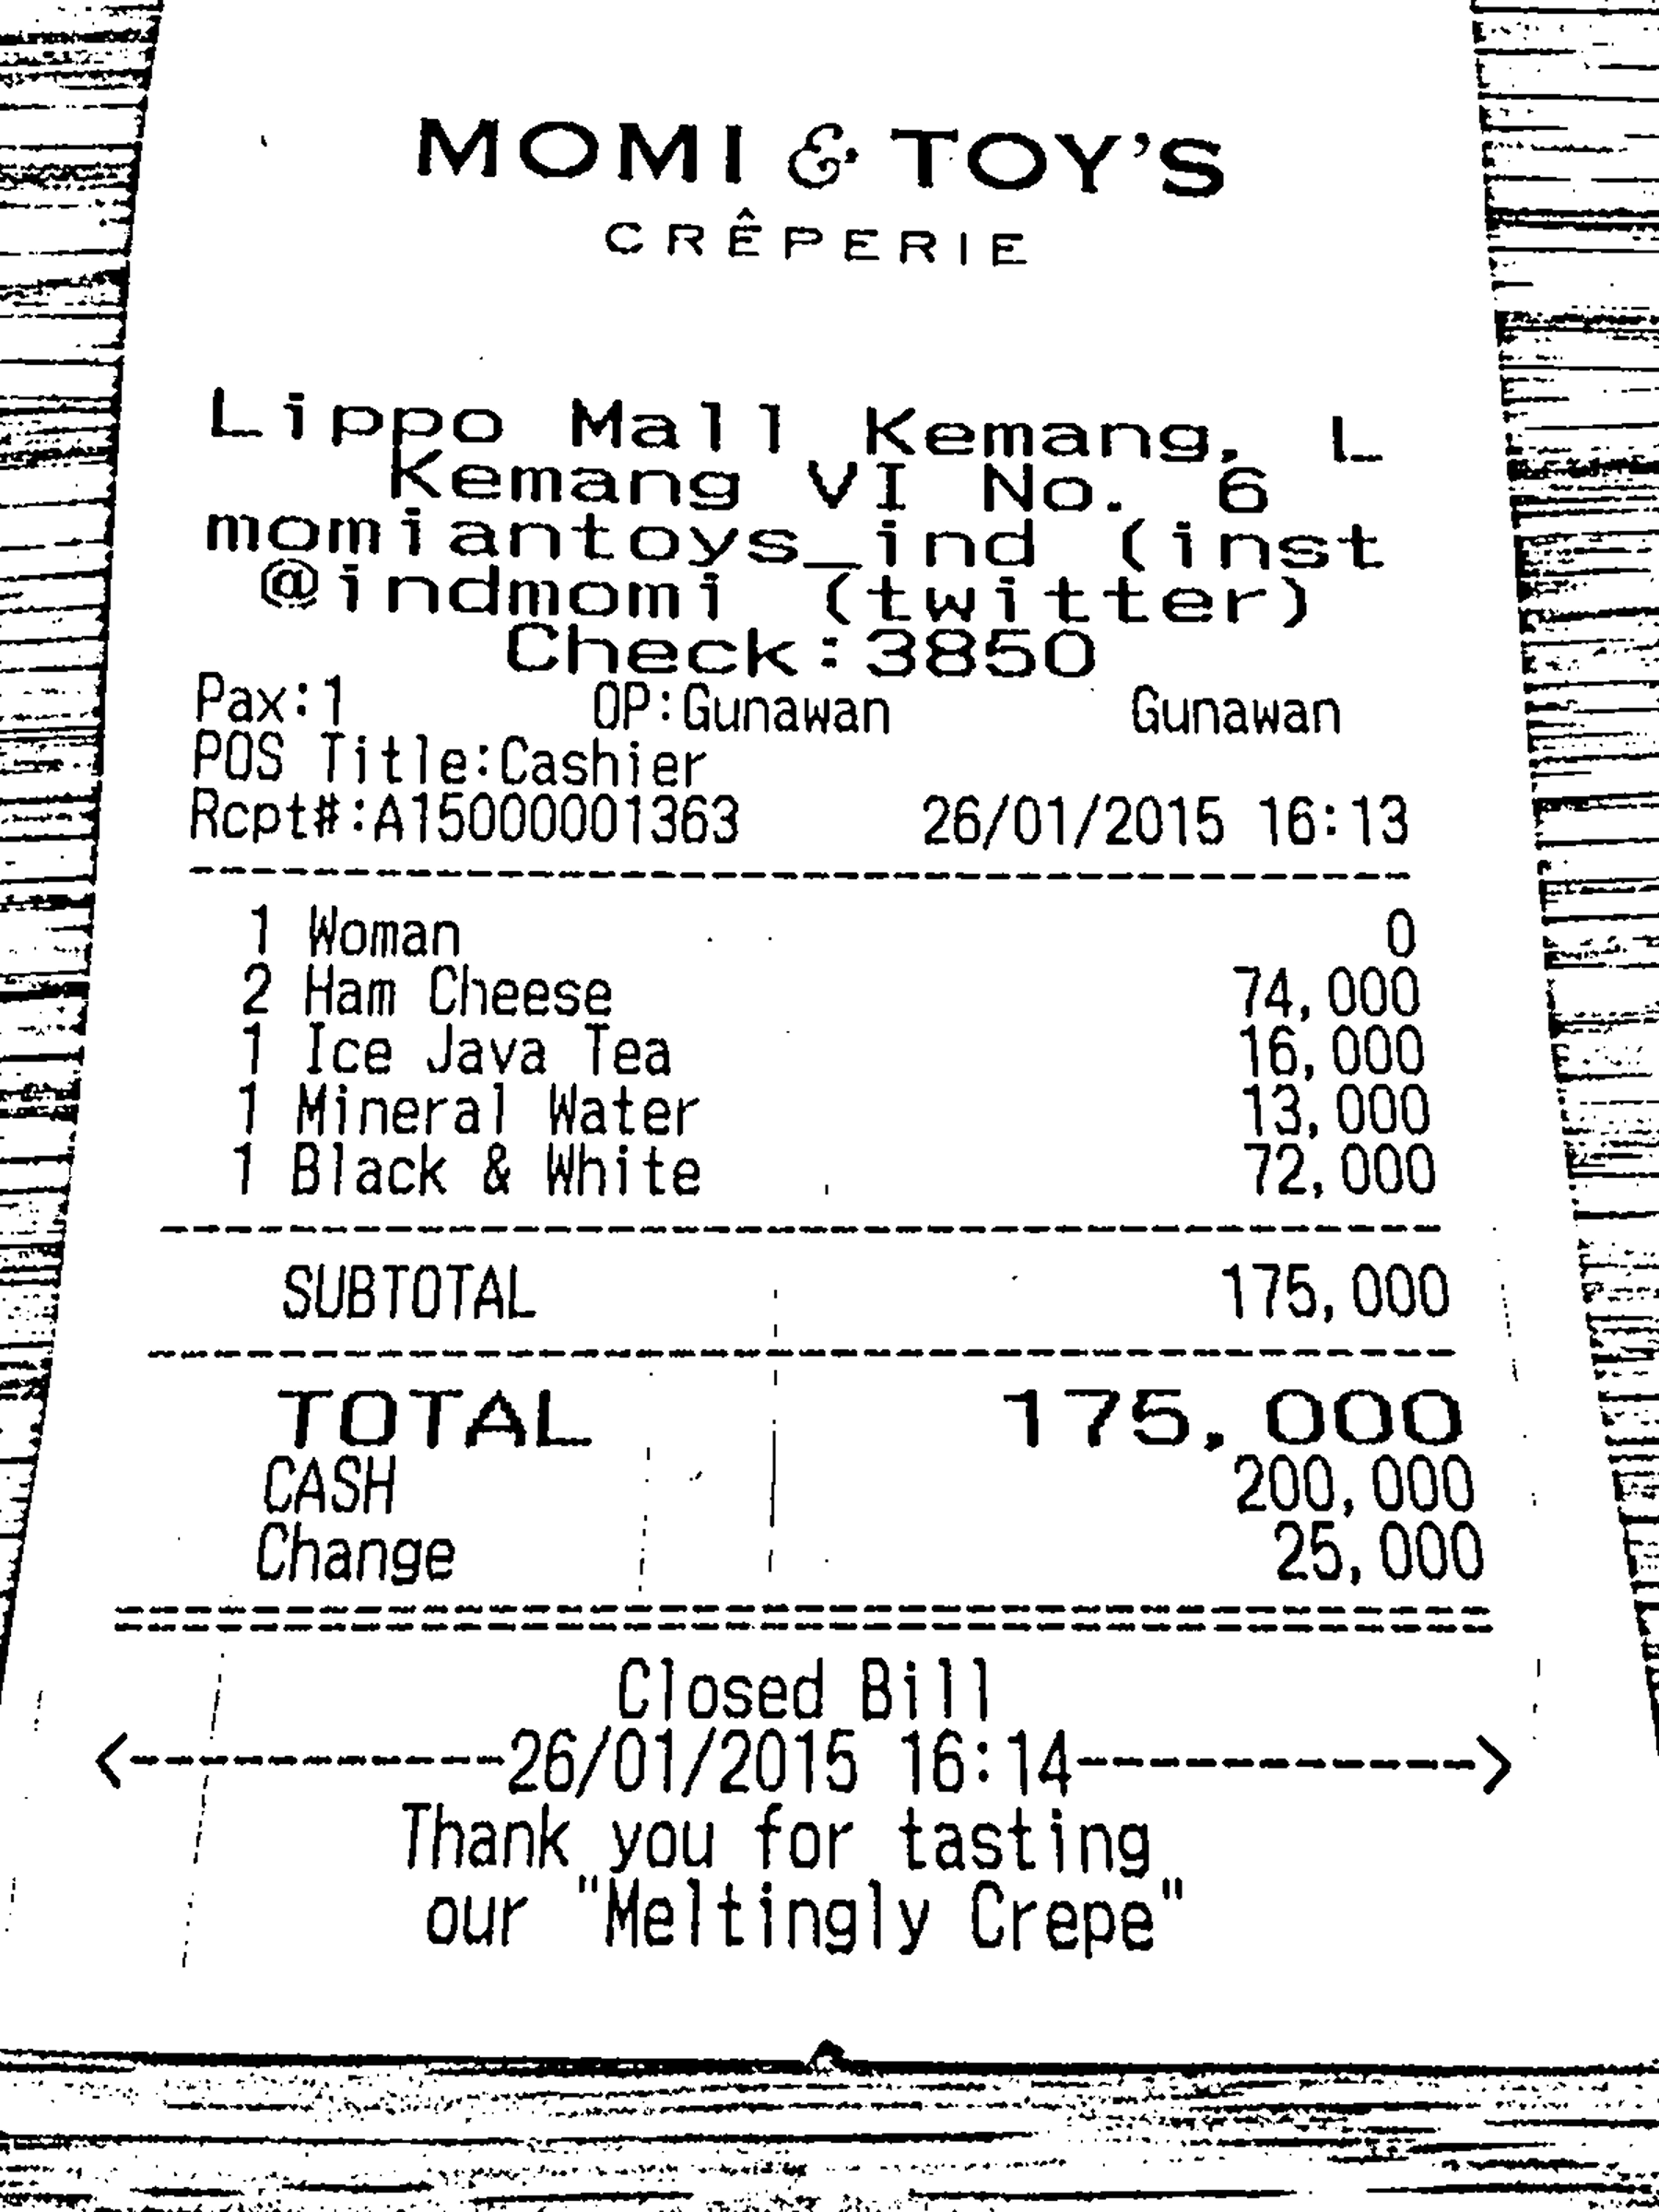 MOMI & TOY'S
CRÊPERIE
Lippo Mall Kemang, L
Kemang VI No. 6
momiantoys_ind (inst
@indmomi (twitter)
Check:3850
Pax:1 OP:Gunawan Gunawan
POS Title:Cashier
Rcpt#:A15000001363 26/01/2015 16:13
1 Woman 0
2 Ham Cheese 74,000
1 Ice Java Tea 16,000
1 Mineral Water 13,000
1 Black & White 72,000
SUBTOTAL 175,000
TOTAL 175,000
CASH 200,000
Change 25,000
Closed Bill
<--------------26/01/2015 16:14--------------->
Thank you for tasting
our "Meltingly Crepe"